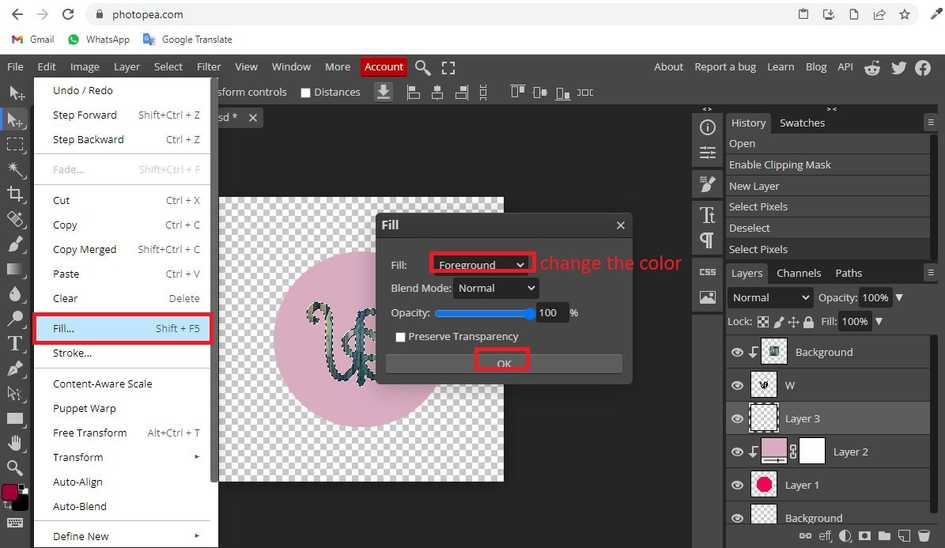 photopea.com
Gmail WhatsApp Google Translate
File Edit Image Layer Select Filter View Window More Account About Report a bug Learn Blog API
sform controls Distances
sd *
Undo / Redo
Step Forward Shift+Ctrl + Z
Step Backward Ctrl + Z
Fade... Shift+Ctrl + F
Cut Ctrl + X
Copy Ctrl + C
Copy Merged Shift+Ctrl + C
Paste Ctrl + V
Clear Delete
Fill... Shift + F5
Stroke...
Content-Aware Scale
Puppet Warp
Free Transform Alt+Ctrl + T
Transform
Auto-Align
Auto-Blend
Define New
Fill
Fill: Foreground change the color
Blend Mode: Normal
Opacity: 100 %
Preserve Transparency
OK
W
History Swatches
Open
Enable Clipping Mask
New Layer
Select Pixels
Deselect
Select Pixels
CSS
Layers Channels Paths
Normal Opacity: 100%
Lock: Fill: 100%
Background
W
Layer 3
Layer 2
Layer 1
Background
eff